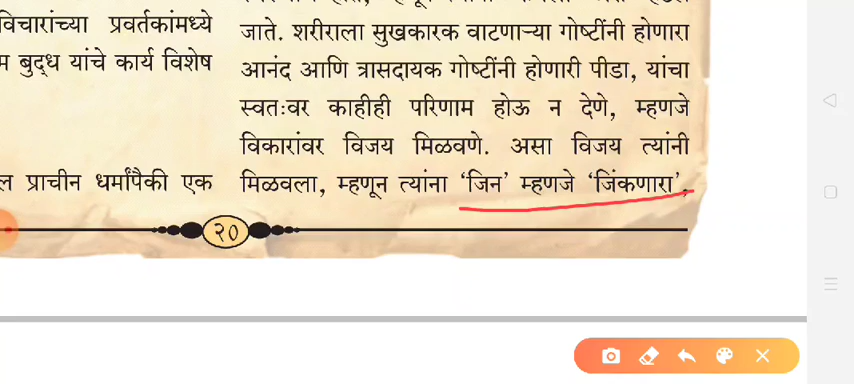 विचारांच्या प्रवर्तकांमध्ये
बुद्ध यांचे कार्य विशेष
प्राचीन धर्मांपैकी एक
जाते. शरीराला सुखकारक वाटणाऱ्या गोष्टींनी होणारा
आनंद आणि त्रासदायक गोष्टींनी होणारी पीडा, यांचा
स्वतःवर काहीही परिणाम होऊ न देणे, म्हणजे
विकारांवर विजय मिळवणे. असा विजय त्यांनी
मिळवला, म्हणून त्यांना ‘जिन’ म्हणजे ‘जिंकणारा’,
२०